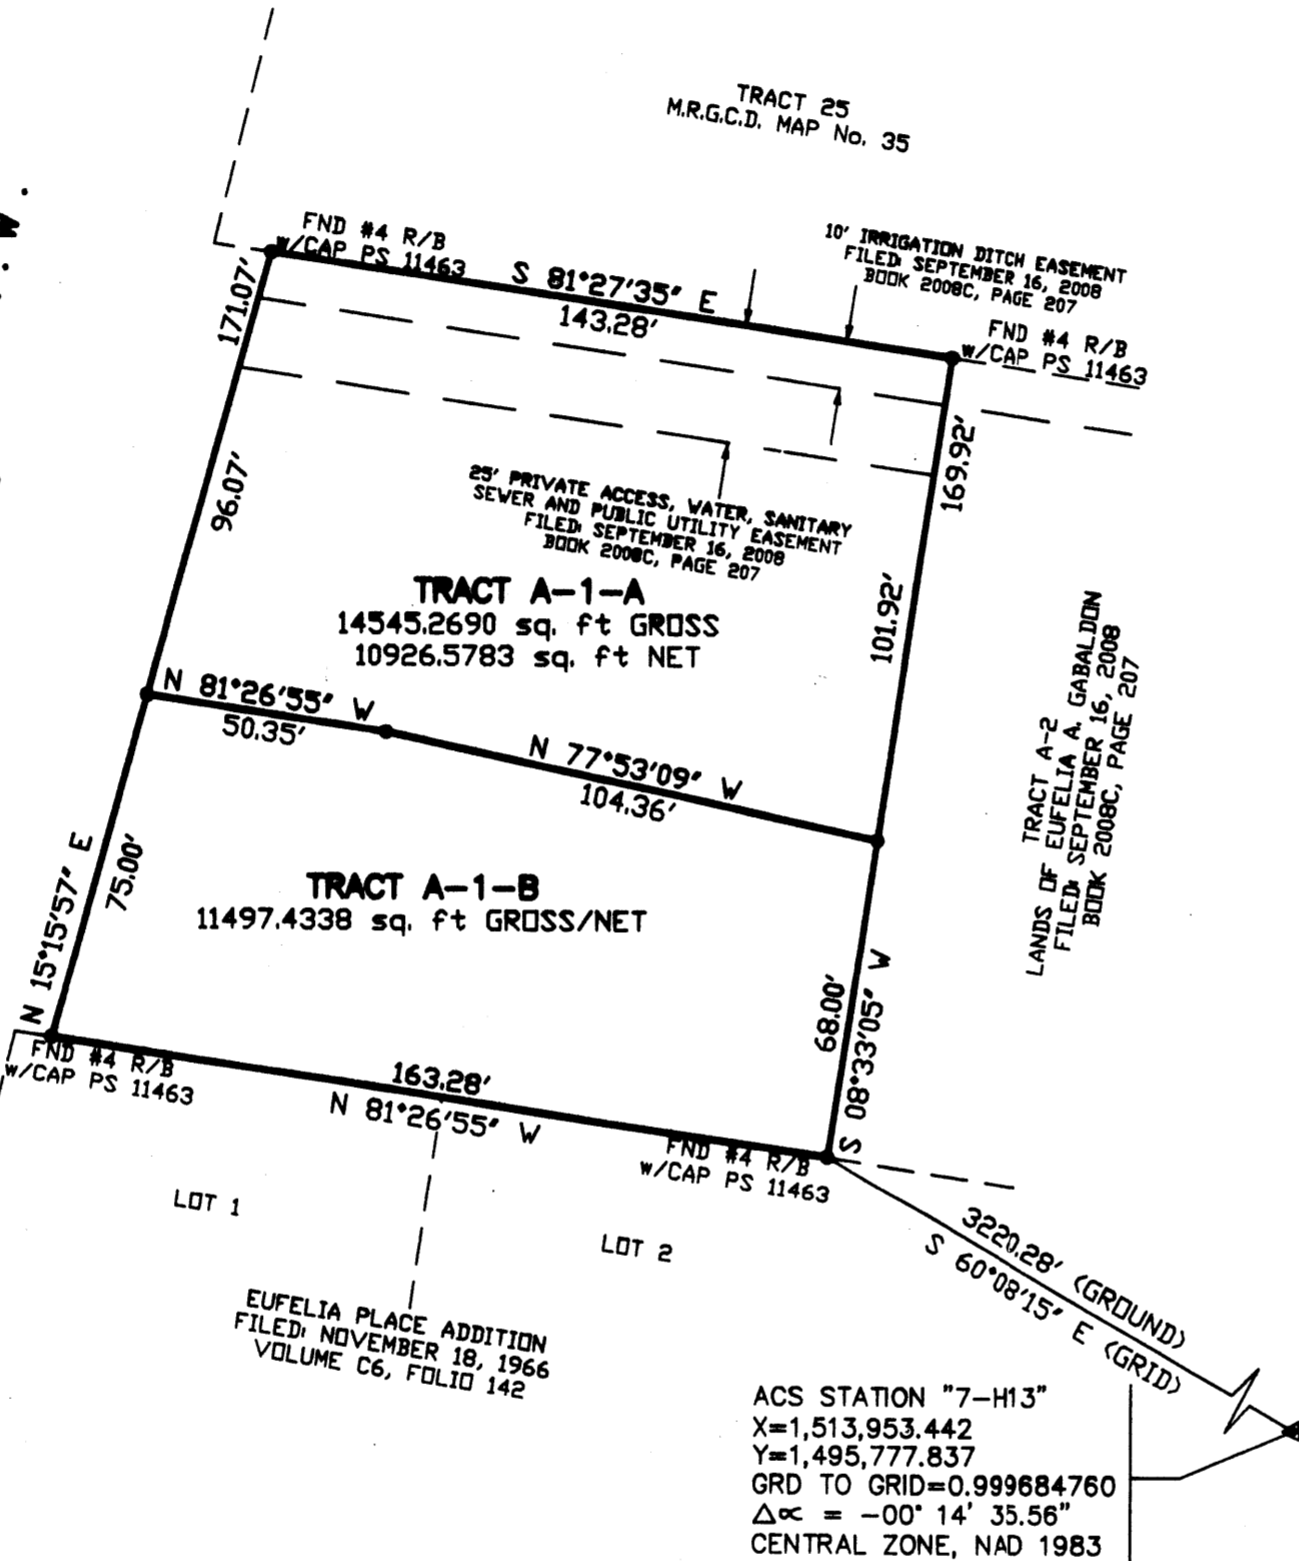 TRACT 25
M.R.G.C.D. MAP No. 35
W.
FND #4 R/B
w/CAP PS 11463
S 81°27'35" E
143.28'
10' IRRIGATION DITCH EASEMENT
FILED: SEPTEMBER 16, 2008
BOOK 2008C, PAGE 207
FND #4 R/B
w/CAP PS 11463
171.07'
169.92'
96.07'
25' PRIVATE ACCESS, WATER, SANITARY
SEWER AND PUBLIC UTILITY EASEMENT
FILED: SEPTEMBER 16, 2008
BOOK 2008C, PAGE 207
TRACT A-1-A
14545.2690 sq. ft GROSS
10926.5783 sq. ft NET
101.92'
N 81°26'55" W
50.35'
N 77°53'09" W
104.36'
TRACT A-2
LANDS OF EUFELIA A. GABALDON
FILED: SEPTEMBER 16, 2008
BOOK 2008C, PAGE 207
N 15°15'57" E
75.00'
TRACT A-1-B
11497.4338 sq. ft GROSS/NET
68.00'
S 08°33'05" W
FND #4 R/B
w/CAP PS 11463
163.28'
N 81°26'55" W
FND #4 R/B
w/CAP PS 11463
LOT 1
LOT 2
3220.28' (GROUND)
S 60°08'15" E (GRID)
EUFELIA PLACE ADDITION
FILED: NOVEMBER 18, 1966
VOLUME C6, FOLIO 142
ACS STATION "7-H13"
X=1,513,953.442
Y=1,495,777.837
GRD TO GRID=0.999684760
Δ∝ = -00° 14' 35.56"
CENTRAL ZONE, NAD 1983